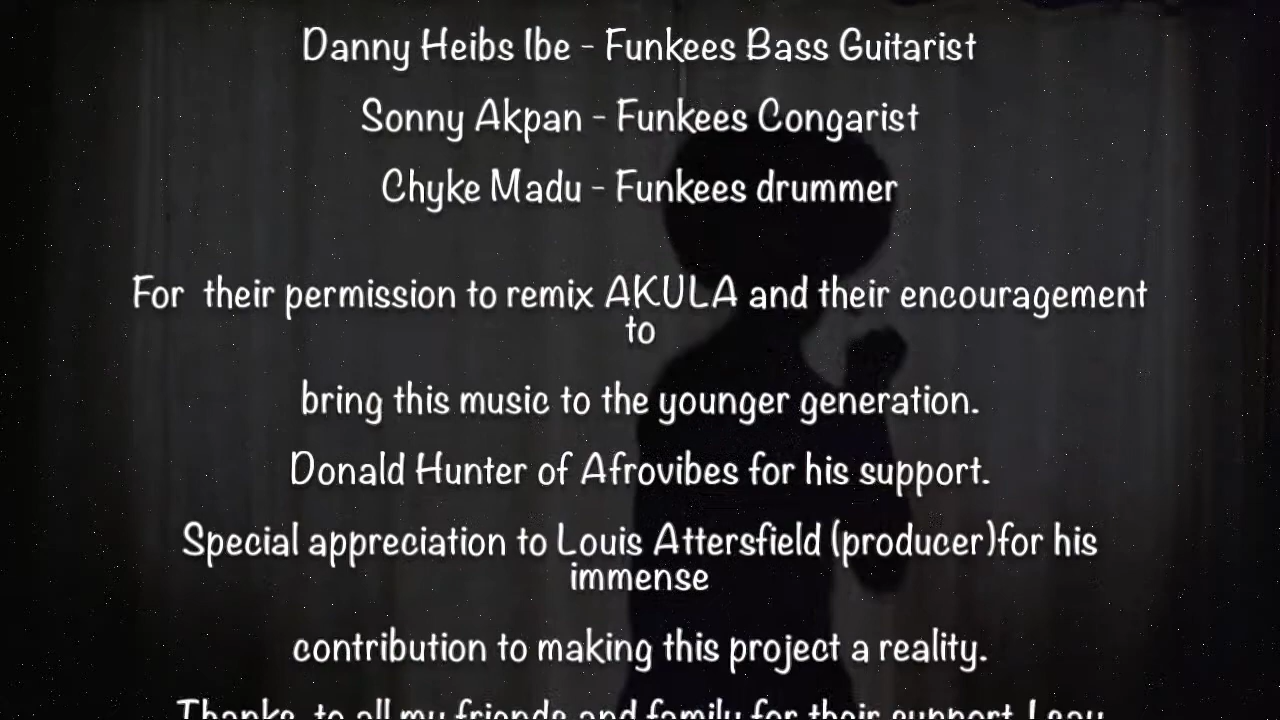 Danny Heibs Ibe - Funkees Bass Guitarist
Sonny Akpan - Funkees Congarist
Chyke Madu - Funkees drummer
For their permission to remix AKULA and their encouragement
to
bring this music to the younger generation.
Donald Hunter of Afrovibes for his support.
Special appreciation to Louis Attersfield (producer)for his
immense
contribution to making this project a reality.
Thanks to all my friends and family for their support. I